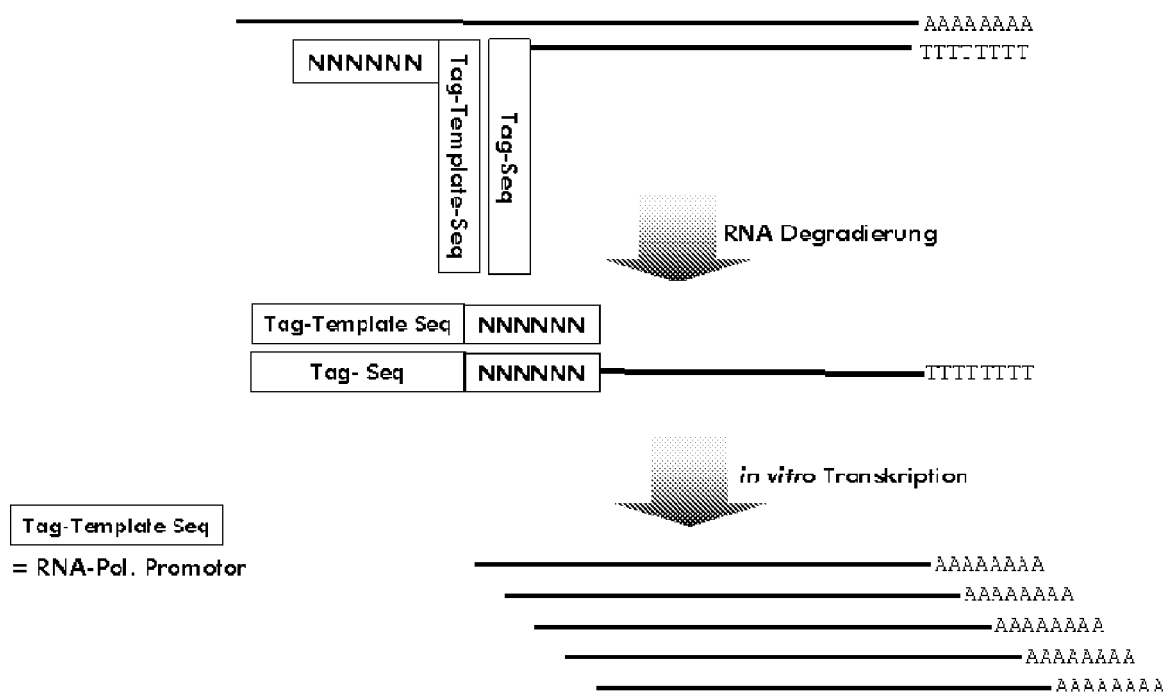 AAAAAAAA
TTTTTTTT
NNNNNN
Tag-Template-Seq
Tag-Seq
RNA Degradierung
Tag-Template Seq NNNNNN
Tag- Seq NNNNNN TTTTTTTT
in vitro Transkription
Tag-Template Seq
= RNA-Pol. Promotor
AAAAAAAA
AAAAAAAA
AAAAAAAA
AAAAAAAA
AAAAAAAA